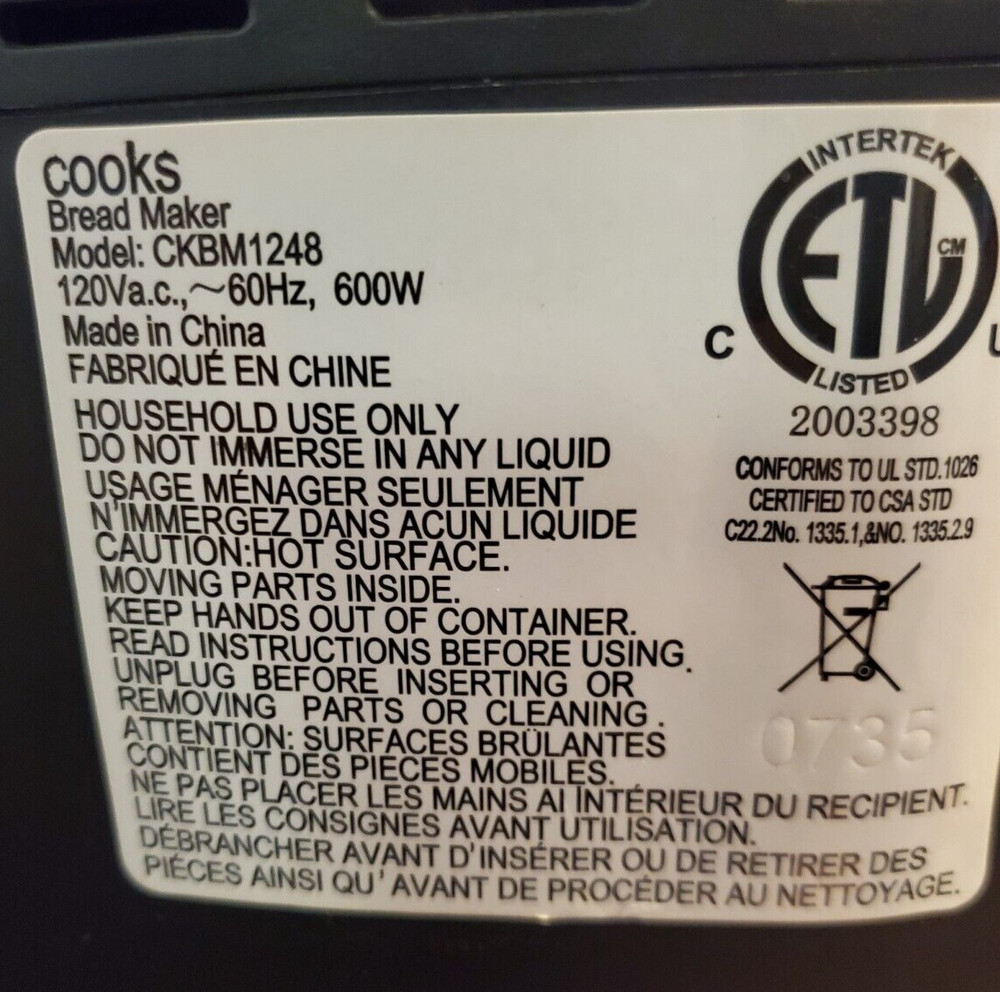 cooks
Bread Maker
Model: CKBM1248
120Va.c.,~60Hz, 600W
Made in China
FABRIQUÉ EN CHINE
HOUSEHOLD USE ONLY
DO NOT IMMERSE IN ANY LIQUID
USAGE MÉNAGER SEULEMENT
N'IMMERGEZ DANS ACUN LIQUIDE
CAUTION:HOT SURFACE.
MOVING PARTS INSIDE.
KEEP HANDS OUT OF CONTAINER.
READ INSTRUCTIONS BEFORE USING.
UNPLUG BEFORE INSERTING OR
REMOVING PARTS OR CLEANING.
ATTENTION: SURFACES BRÛLANTES
CONTIENT DES PIECES MOBILES.
NE PAS PLACER LES MAINS AI INTÉRIEUR DU RECIPIENT.
LIRE LES CONSIGNES AVANT UTILISATION.
DÉBRANCHER AVANT D'INSÉRER OU DE RETIRER DES
PIÉCES AINSI QU'AVANT DE PROCÉDER AU NETTOYAGE.
INTERTEK
ETL CM
C
LISTED
2003398
CONFORMS TO UL STD.1026
CERTIFIED TO CSA STD
C22.2No. 1335.1,&NO. 1335.2.9
0735